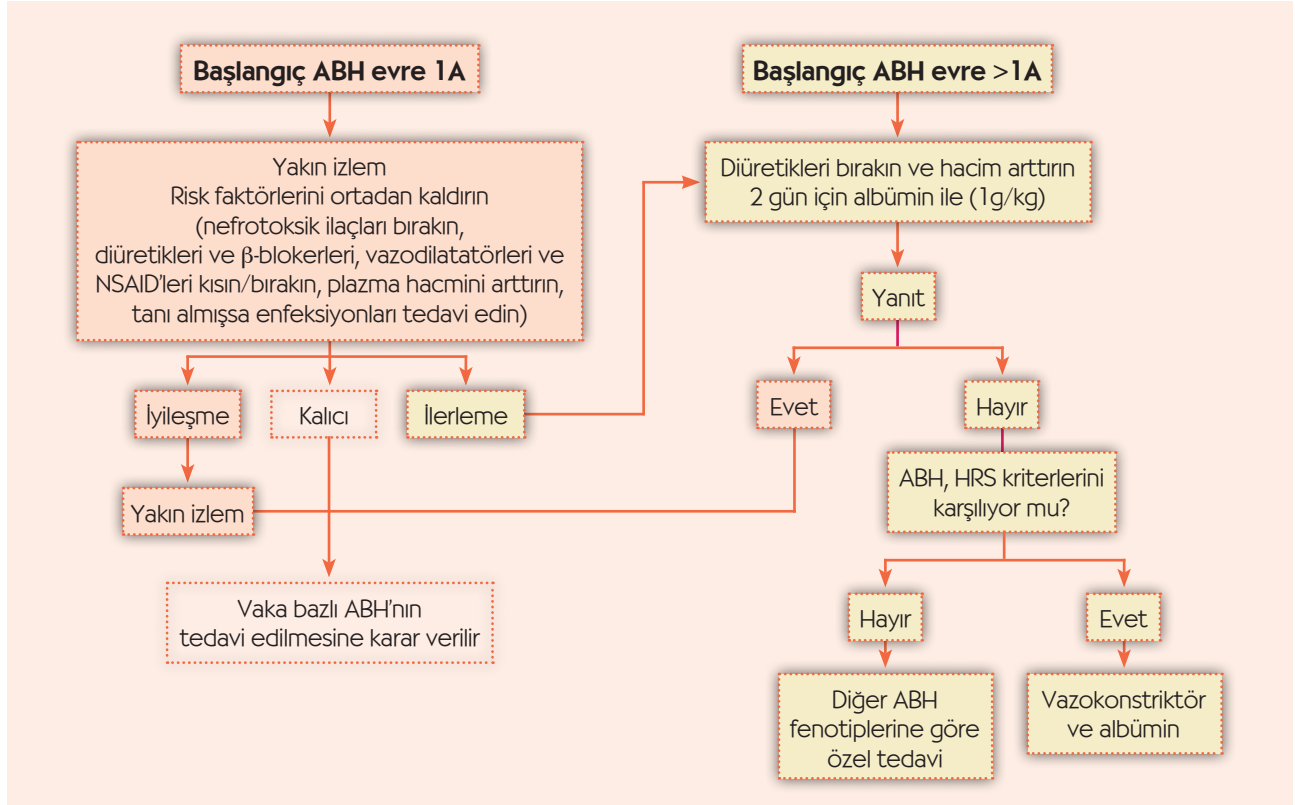 Başlangıç ABH evre 1A
Yakın izlem
Risk faktörlerini ortadan kaldırın
(nefrotoksik ilaçları bırakın,
diüretikleri ve β-blokerleri, vazodilatatörleri ve
NSAID'leri kısın/bırakın, plazma hacmini arttırın,
tanı almışsa enfeksiyonları tedavi edin)
İyileşme
Kalıcı
İlerleme
Yakın izlem
Vaka bazlı ABH'nın
tedavi edilmesine karar verilir
Başlangıç ABH evre >1A
Diüretikleri bırakın ve hacim arttırın
2 gün için albümin ile (1g/kg)
Yanıt
Evet
Hayır
ABH, HRS kriterlerini
karşılıyor mu?
Hayır
Evet
Diğer ABH
fenotiplerine göre
özel tedavi
Vazokonstriktör
ve albümin